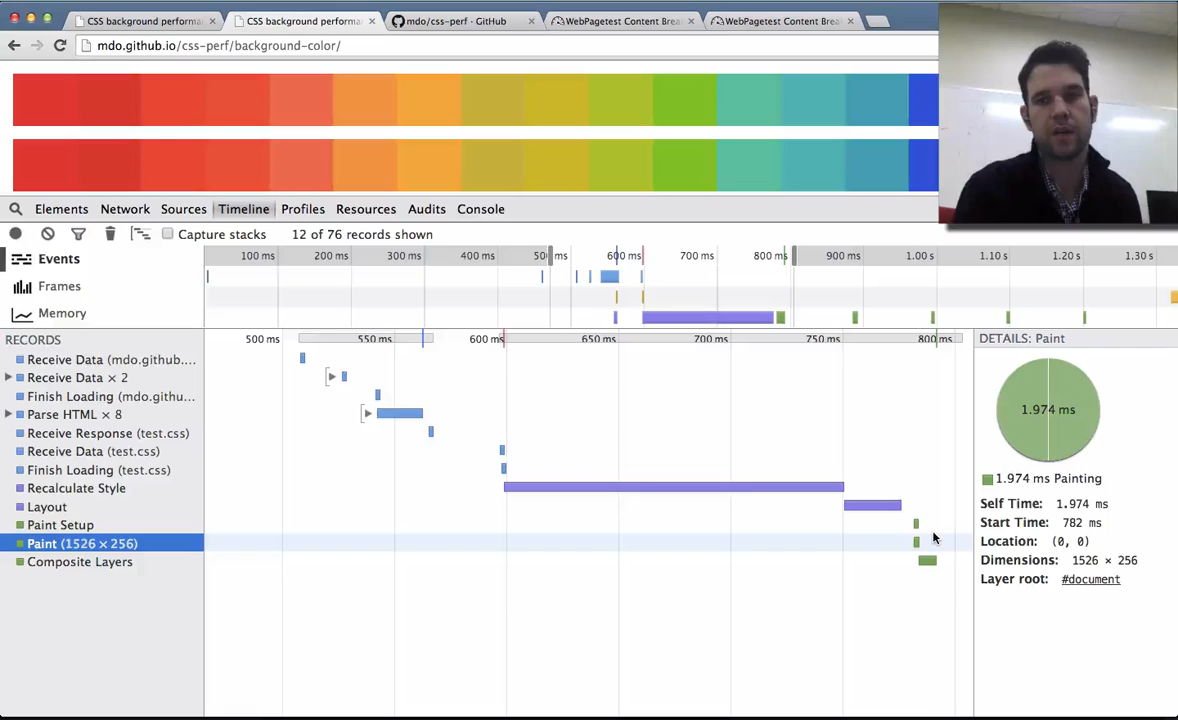 CSS background performa
CSS background performa
mdo/css-perf · GitHub
WebPagetest Content Brea
WebPagetest Content Brea
mdo.github.io/css-perf/background-color/
Elements Network Sources Timeline Profiles Resources Audits Console
Capture stacks 12 of 76 records shown
Events
Frames
Memory
100 ms 200 ms 300 ms 400 ms 50 ms 600 ms 700 ms 800 ms 900 ms 1.00 s 1.10 s 1.20 s 1.30 s
RECORDS
500 ms 550 ms 600 ms 650 ms 700 ms 750 ms 800 ms
Receive Data (mdo.github....
Receive Data × 2
Finish Loading (mdo.githu...
Parse HTML × 8
Receive Response (test.css)
Receive Data (test.css)
Finish Loading (test.css)
Recalculate Style
Layout
Paint Setup
Paint (1526 × 256)
Composite Layers
DETAILS: Paint
1.974 ms
1.974 ms Painting
Self Time: 1.974 ms
Start Time: 782 ms
Location: (0, 0)
Dimensions: 1526 × 256
Layer root: #document